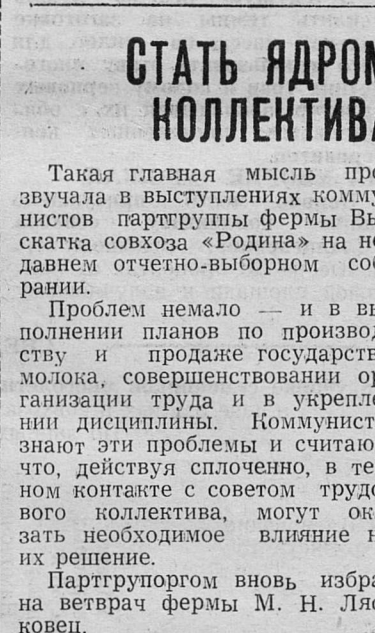 СТАТЬ ЯДРОМ
КОЛЛЕКТИВА
Такая главная мысль про
звучала в выступлениях комму
нистов партгруппы фермы Вы
скатка совхоза «Родина» на не
давнем отчетно-выборном соб
рании.
Проблем немало — и в вы
полнении планов по производ
ству и продаже государств
молока, совершенствовании ор
ганизации труда и в укрепле
нии дисциплины. Коммунист
знают эти проблемы и считаю
что, действуя сплоченно, в те
ном контакте с советом трудо
вого коллектива, могут ока
зать необходимое влияние н
их решение.
Партгрупоргом вновь избра
на ветврач фермы М. Н. Ляс
ковец.